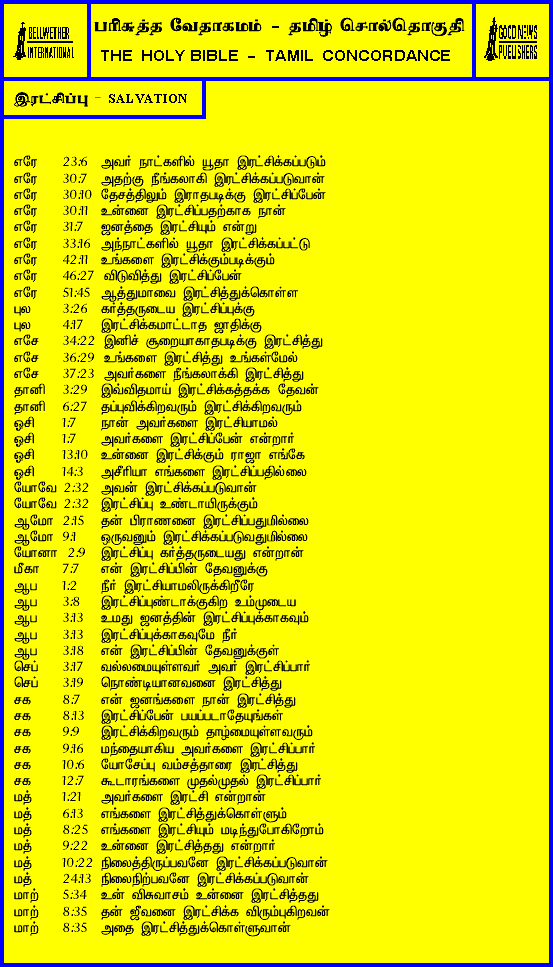 BELLWETHER
INTERNATIONAL
பரிசுத்த வேதாகமம் - தமிழ் சொல்தொகுதி
THE HOLY BIBLE - TAMIL CONCORDANCE
GOOD NEWS
PUBLISHERS
இரட்சிப்பு - SALVATION
எரே 23:6 அவர் நாட்களில் யூதா இரட்சிக்கப்படும்
எரே 30:7 அதற்கு நீங்கலாகி இரட்சிக்கப்படுவான்
எரே 30:10 தேசத்திலும் இராதபடிக்கு இரட்சிப்பேன்
எரே 30:11 உன்னை இரட்சிப்பதற்காக நான்
எரே 31:7 ஜனத்தை இரட்சியும் என்று
எரே 33:16 அந்நாட்களில் யூதா இரட்சிக்கப்பட்டு
எரே 42:11 உங்களை இரட்சிக்கும்படிக்கும்
எரே 46:27 விடுவித்து இரட்சிப்பேன்
எரே 51:45 ஆத்துமாவை இரட்சித்துக்கொள்ள
புல 3:26 கர்த்தருடைய இரட்சிப்புக்கு
புல 4:17 இரட்சிக்கமாட்டாத ஜாதிக்கு
எசே 34:22 இனிச் சூறையாகாதபடிக்கு இரட்சித்து
எசே 36:29 உங்களை இரட்சித்து உங்கள்மேல்
எசே 37:23 அவர்களை நீங்கலாக்கி இரட்சித்து
தானி 3:29 இவ்விதமாய் இரட்சிக்கத்தக்க தேவன்
தானி 6:27 தப்புவிக்கிறவரும் இரட்சிக்கிறவரும்
ஓசி 1:7 நான் அவர்களை இரட்சியாமல்
ஓசி 1:7 அவர்களை இரட்சிப்பேன் என்றார்
ஓசி 13:10 உன்னை இரட்சிக்கும் ராஜா எங்கே
ஓசி 14:3 அசீரியா எங்களை இரட்சிப்பதில்லை
யோவே 2:32 அவன் இரட்சிக்கப்படுவான்
யோவே 2:32 இரட்சிப்பு உண்டாயிருக்கும்
ஆமோ 2:15 தன் பிராணனை இரட்சிப்பதுமில்லை
ஆமோ 9:1 ஒருவனும் இரட்சிக்கப்படுவதுமில்லை
யோனா 2:9 இரட்சிப்பு கர்த்தருடையது என்றான்
மீகா 7:7 என் இரட்சிப்பின் தேவனுக்கு
ஆப 1:2 நீர் இரட்சியாமலிருக்கிறீரே
ஆப 3:8 இரட்சிப்புண்டாக்குகிற உம்முடைய
ஆப 3:13 உமது ஜனத்தின் இரட்சிப்புக்காகவும்
ஆப 3:13 இரட்சிப்புக்காகவுமே நீர்
ஆப 3:18 என் இரட்சிப்பின் தேவனுக்குள்
செப் 3:17 வல்லமையுள்ளவர் அவர் இரட்சிப்பார்
செப் 3:19 நொண்டியானவனை இரட்சித்து
சக 8:7 என் ஜனங்களை நான் இரட்சித்து
சக 8:13 இரட்சிப்பேன் பயப்படாதேயுங்கள்
சக 9:9 இரட்சிக்கிறவரும் தாழ்மையுள்ளவரும்
சக 9:16 மந்தையாகிய அவர்களை இரட்சிப்பார்
சக 10:6 யோசேப்பு வம்சத்தாரை இரட்சித்து
சக 12:7 கூடாரங்களை முதல்முதல் இரட்சிப்பார்
மத் 1:21 அவர்களை இரட்சி என்றான்
மத் 6:13 எங்களை இரட்சித்துக்கொள்ளும்
மத் 8:25 எங்களை இரட்சியும் மடிந்துபோகிறோம்
மத் 9:22 உன்னை இரட்சித்தது என்றார்
மத் 10:22 நிலைத்திருப்பவனே இரட்சிக்கப்படுவான்
மத் 24:13 நிலைநிற்பவனே இரட்சிக்கப்படுவான்
மாற் 5:34 உன் விசுவாசம் உன்னை இரட்சித்தது
மாற் 8:35 தன் ஜீவனை இரட்சிக்க விரும்புகிறவன்
மாற் 8:35 அதை இரட்சித்துக்கொள்ளுவான்